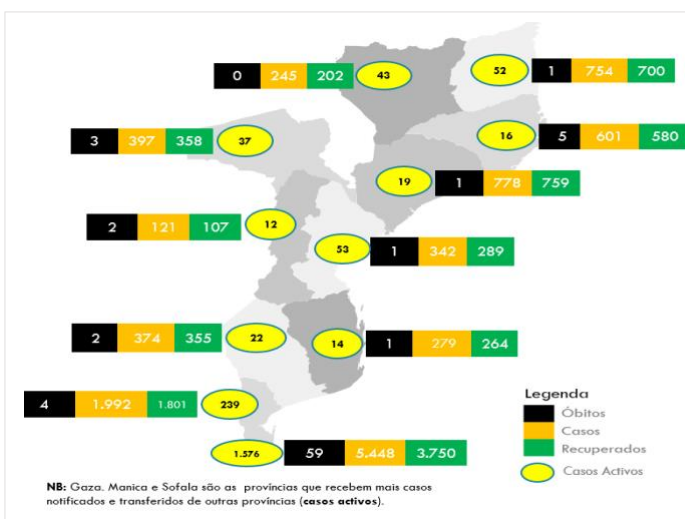 0 245 202 43
52 1 754 700
3 397 358 37
16 5 601 580
19 1 778 759
2 121 107 12
53 1 342 289
2 374 355 22
14 1 279 264
4 1.992 1.801 239
1.576 59 5.448 3.750
Legenda
Óbitos
Casos
Recuperados
Casos Activos
NB: Gaza, Manica e Sofala são as províncias que recebem mais casos
notificados e transferidos de outras províncias (casos activos).